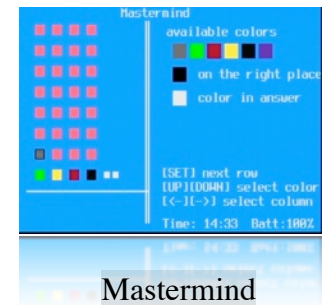 Mastermind
available colors
on the right place
color in answer
[SET] next row
[UP][DOWN] select color
[<-][->] select column
Time: 14:33 Batt:100%
Mastermind